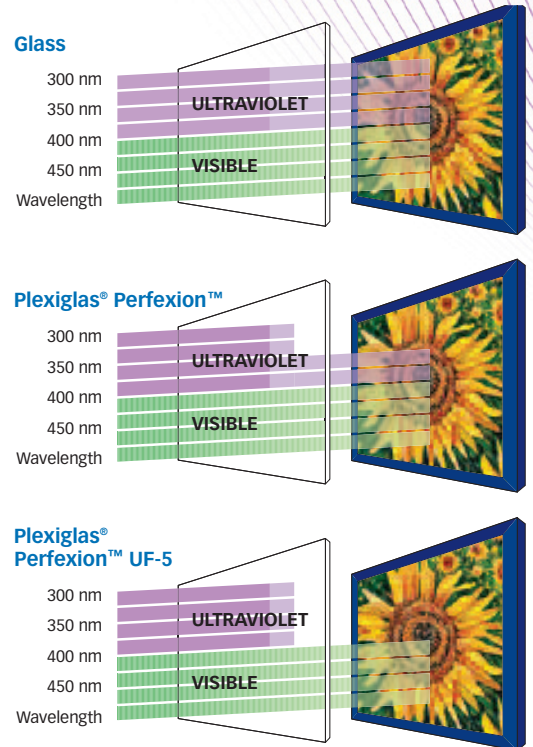 Glass
300 nm
350 nm
ULTRAVIOLET
400 nm
450 nm
VISIBLE
Wavelength
Plexiglas® Perfexion™
300 nm
350 nm
ULTRAVIOLET
400 nm
450 nm
VISIBLE
Wavelength
Plexiglas®
Perfexion™ UF-5
300 nm
350 nm
ULTRAVIOLET
400 nm
450 nm
VISIBLE
Wavelength